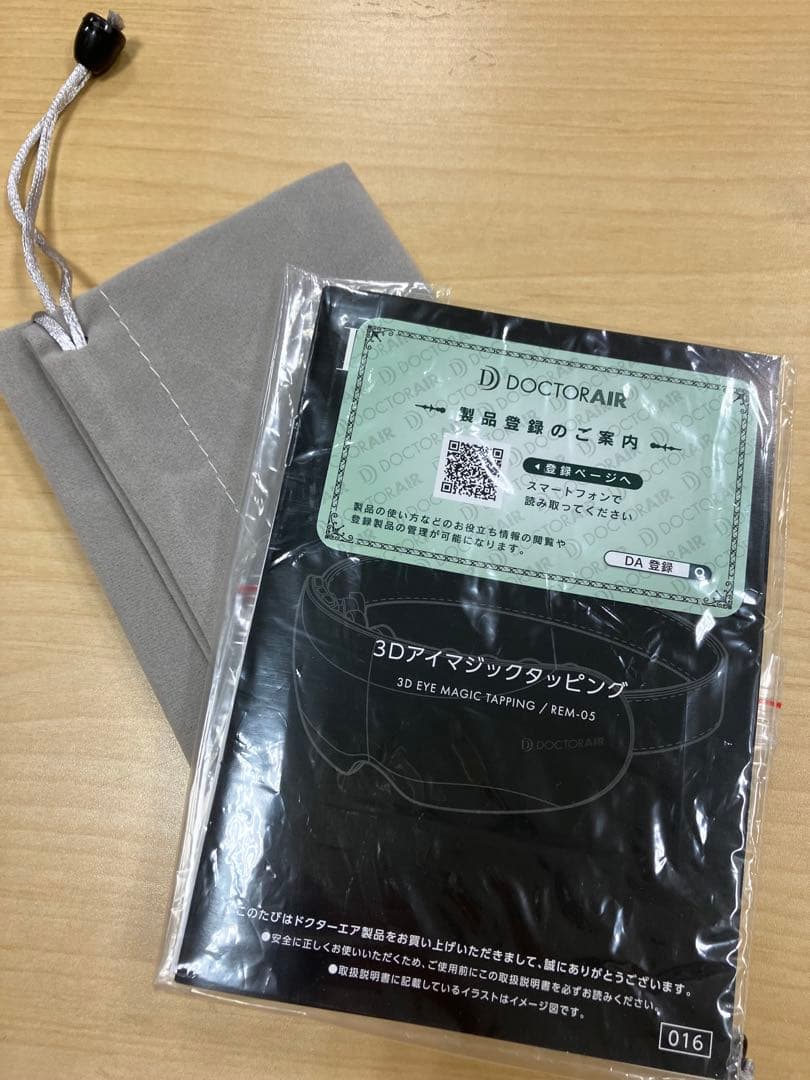 DOCTORAIR
製品登録のご案内
登録ページへ
スマートフォンで
読み取ってください
製品の使い方などのお役立ち情報の閲覧や
登録製品の管理が可能になります。
DA 登録
3Dアイマジックタッピング
3D EYE MAGIC TAPPING / REM-05
DOCTORAIR
このたびはドクターエア製品をお買い上げいただきまして、誠にありがとうございます。
●安全に正しくお使いいただくため、ご使用前にこの取扱説明書を必ずお読みください。
●取扱説明書に記載しているイラストはイメージ図です。
016